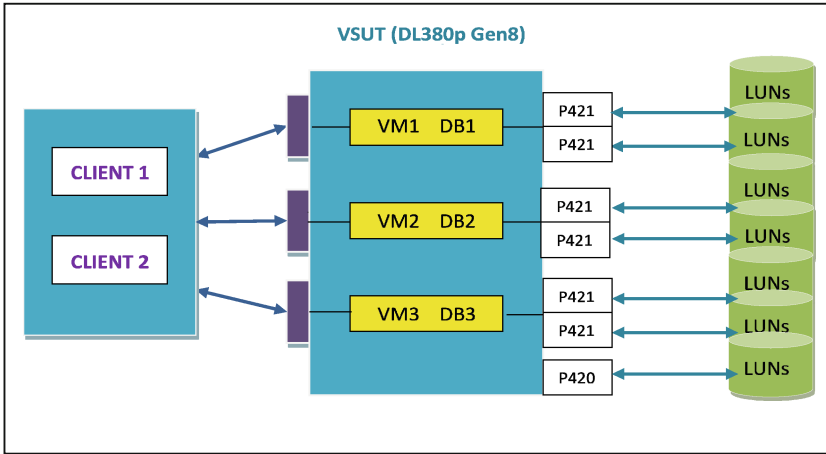 VSUT (DL380p Gen8)
CLIENT 1
CLIENT 2
VM1 DB1
VM2 DB2
VM3 DB3
P421
P421
P421
P421
P421
P421
P420
LUNs
LUNs
LUNs
LUNs
LUNs
LUNs
LUNs